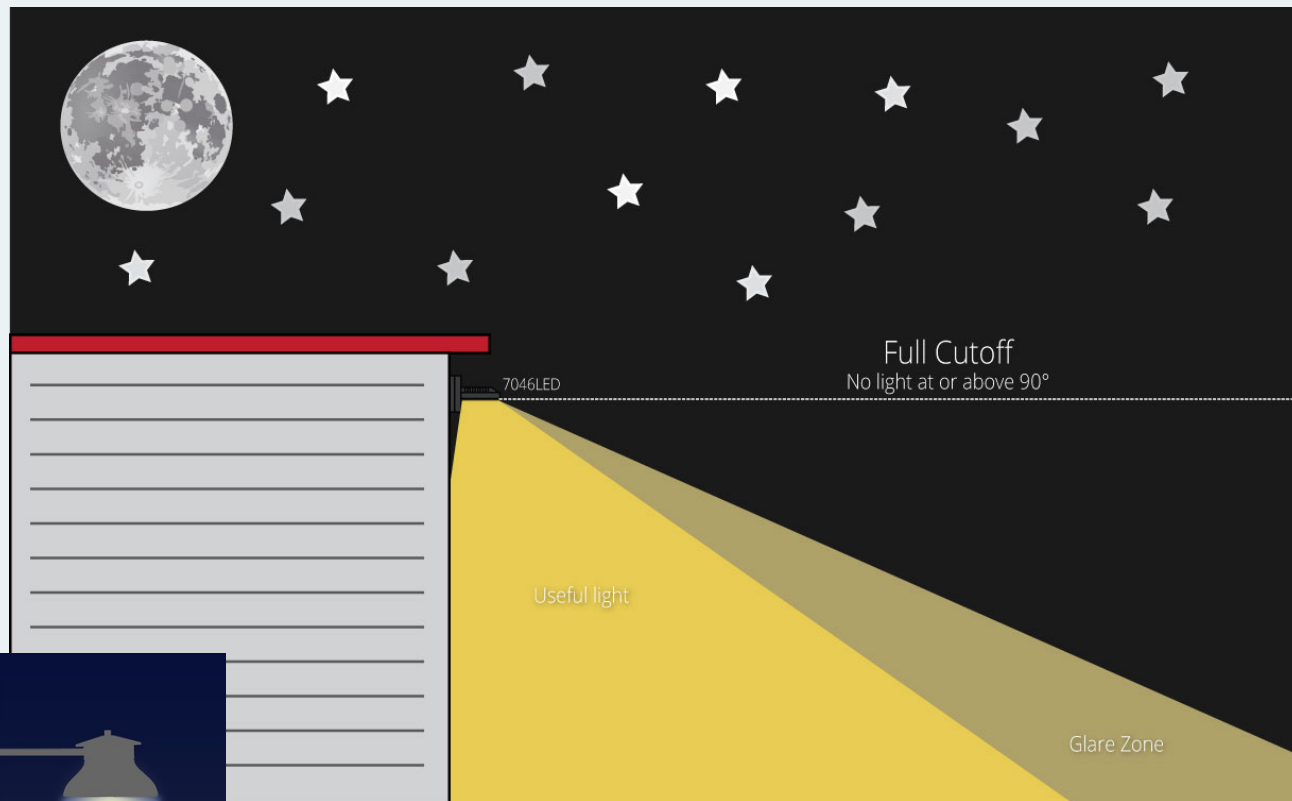 Full Cutoff
No light at or above 90°
7046LED
Useful light
Glare Zone